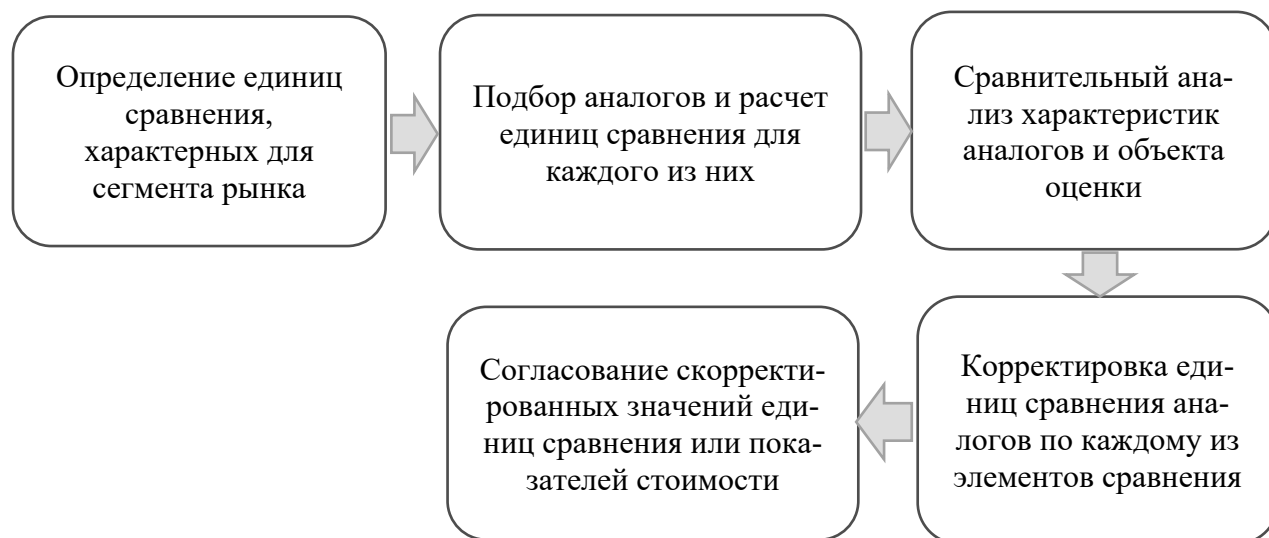 Определение единиц
сравнения,
характерных для
сегмента рынка
Подбор аналогов и расчет
единиц сравнения для
каждого из них
Сравнительный ана-
лиз характеристик
аналогов и объекта
оценки
Корректировка еди-
ниц сравнения ана-
логов по каждому из
элементов сравнения
Согласование скорректи-
рованных значений еди-
ниц сравнения или пока-
зателей стоимости